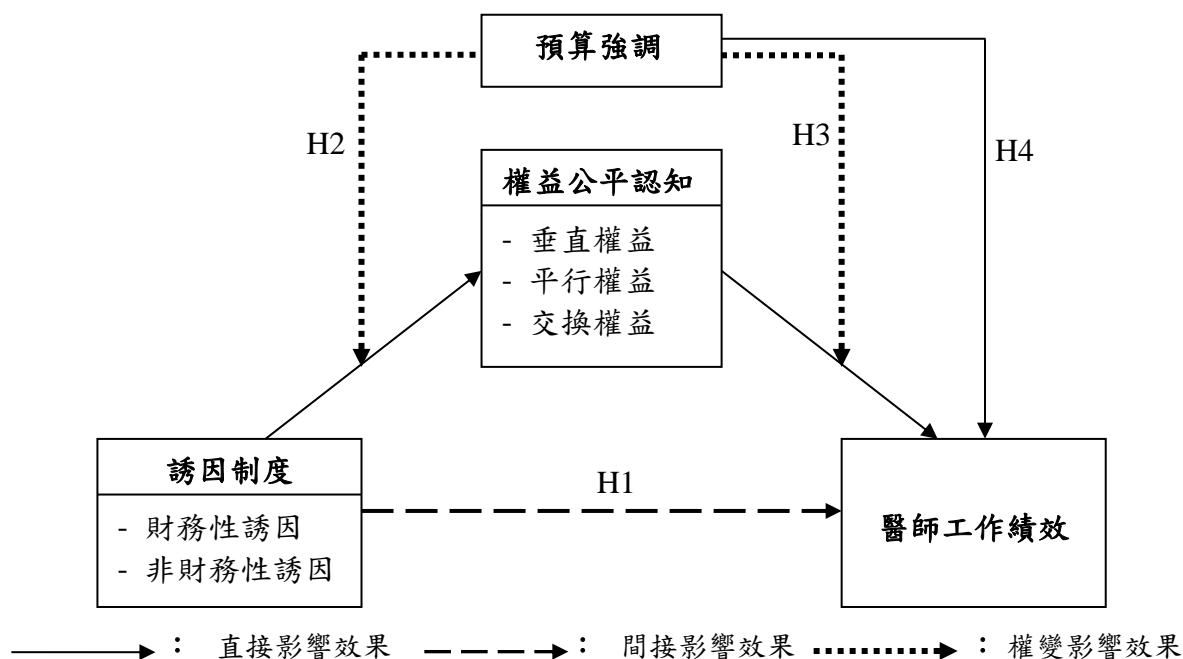 預算強調
H2
H3
H4
權益公平認知
- 垂直權益
- 平行權益
- 交換權益
誘因制度
- 財務性誘因
- 非財務性誘因
H1
醫師工作績效
： 直接影響效果
： 間接影響效果
： 權變影響效果